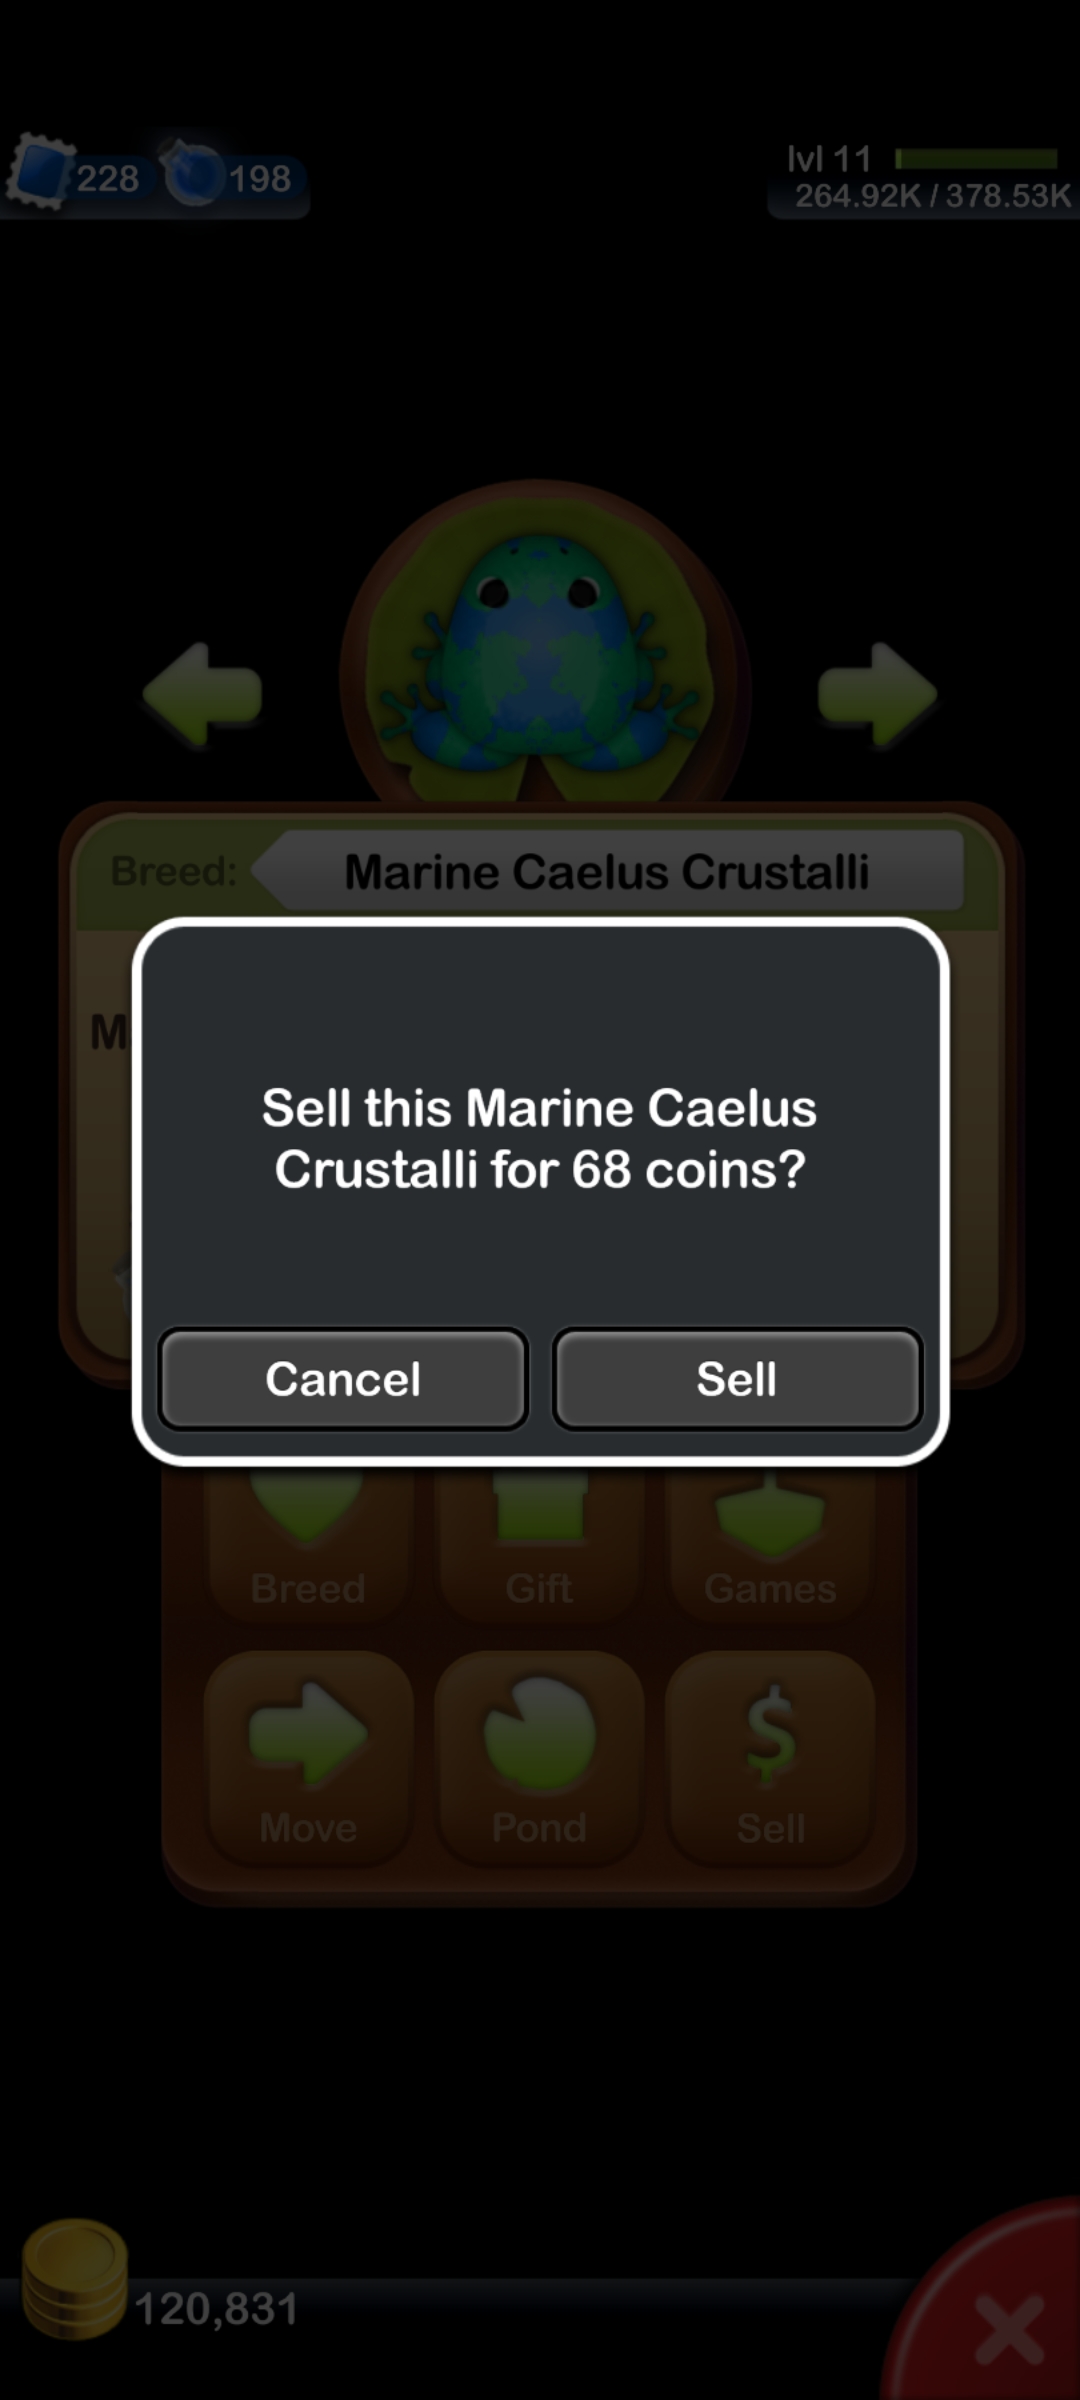 228 198
lvl 11
264.92K / 378.53K
Breed: Marine Caelus Crustalli
M
Sell this Marine Caelus
Crustalli for 68 coins?
Cancel Sell
Breed Gift Games
Move Pond Sell
120,831